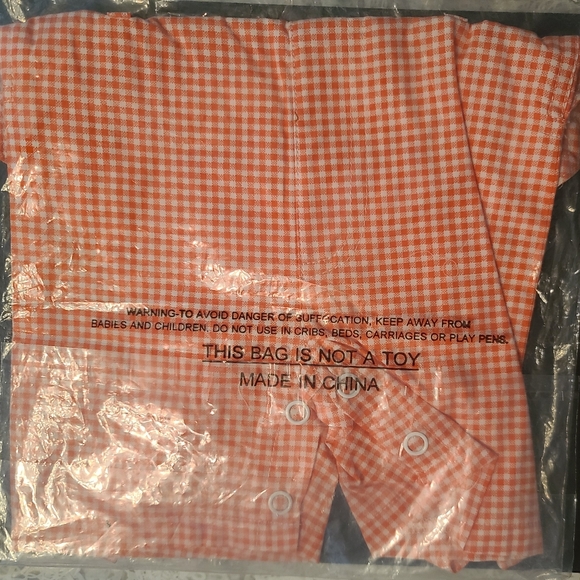 WARNING-TO AVOID DANGER OF SUFFOCATION, KEEP AWAY FROM
BABIES AND CHILDREN. DO NOT USE IN CRIBS, BEDS, CARRIAGES OR PLAY PENS.
THIS BAG IS NOT A TOY
MADE IN CHINA